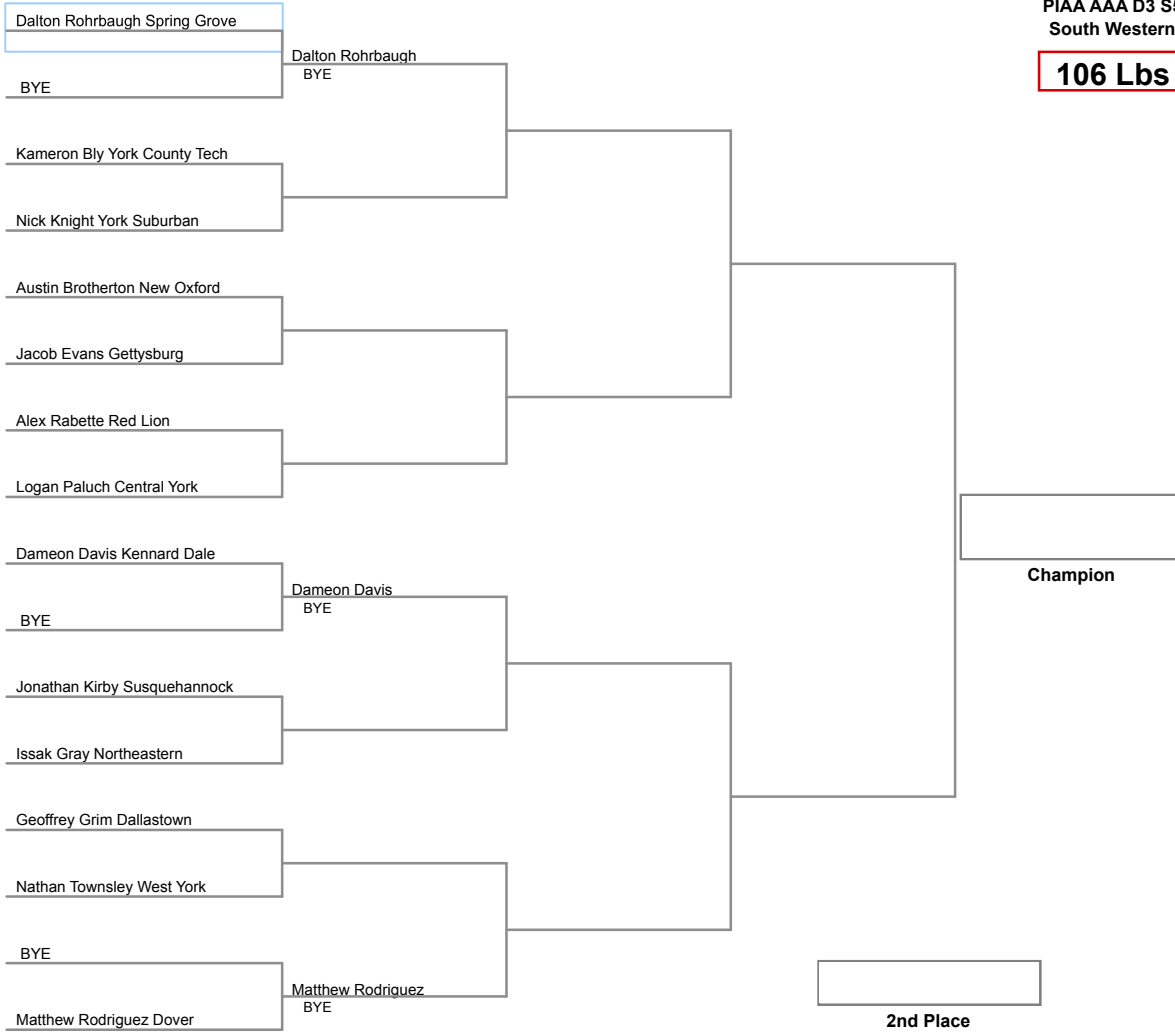 PIAA AAA D3 S5
South Western
106 Lbs
Dalton Rohrbaugh Spring Grove
Dalton Rohrbaugh
BYE
BYE
Kameron Bly York County Tech
Nick Knight York Suburban
Austin Brotherton New Oxford
Jacob Evans Gettysburg
Alex Rabette Red Lion
Logan Paluch Central York
Dameon Davis Kennard Dale
Dameon Davis
BYE
BYE
Jonathan Kirby Susquehannock
Issak Gray Northeastern
Geoffrey Grim Dallastown
Nathan Townsley West York
BYE
Matthew Rodriguez
BYE
Matthew Rodriguez Dover
Champion
2nd Place